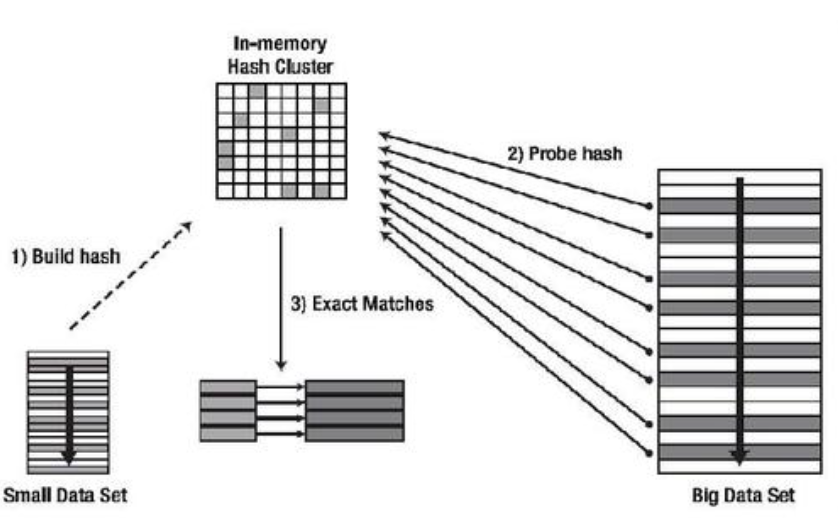 In-memory
Hash Cluster
2) Probe hash
1) Build hash
3) Exact Matches
Small Data Set
Big Data Set